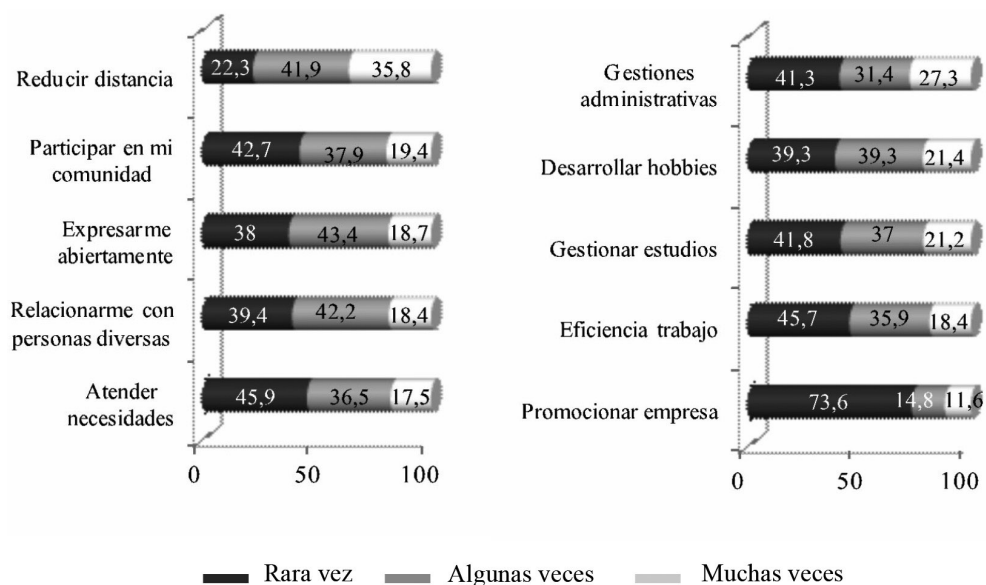 Reducir distancia
22,3 41,9 35,8
Participar en mi
comunidad
42,7 37,9 19,4
Expresarme
abiertamente
38 43,4 18,7
Relacionarme con
personas diversas
39,4 42,2 18,4
Atender
necesidades
45,9 36,5 17,5
0 50 100
Gestiones
administrativas
41,3 31,4 27,3
Desarrollar hobbies
39,3 39,3 21,4
Gestionar estudios
41,8 37 21,2
Eficiencia trabajo
45,7 35,9 18,4
Promocionar empresa
73,6 14,8 11,6
0 50 100
Rara vez Algunas veces Muchas veces